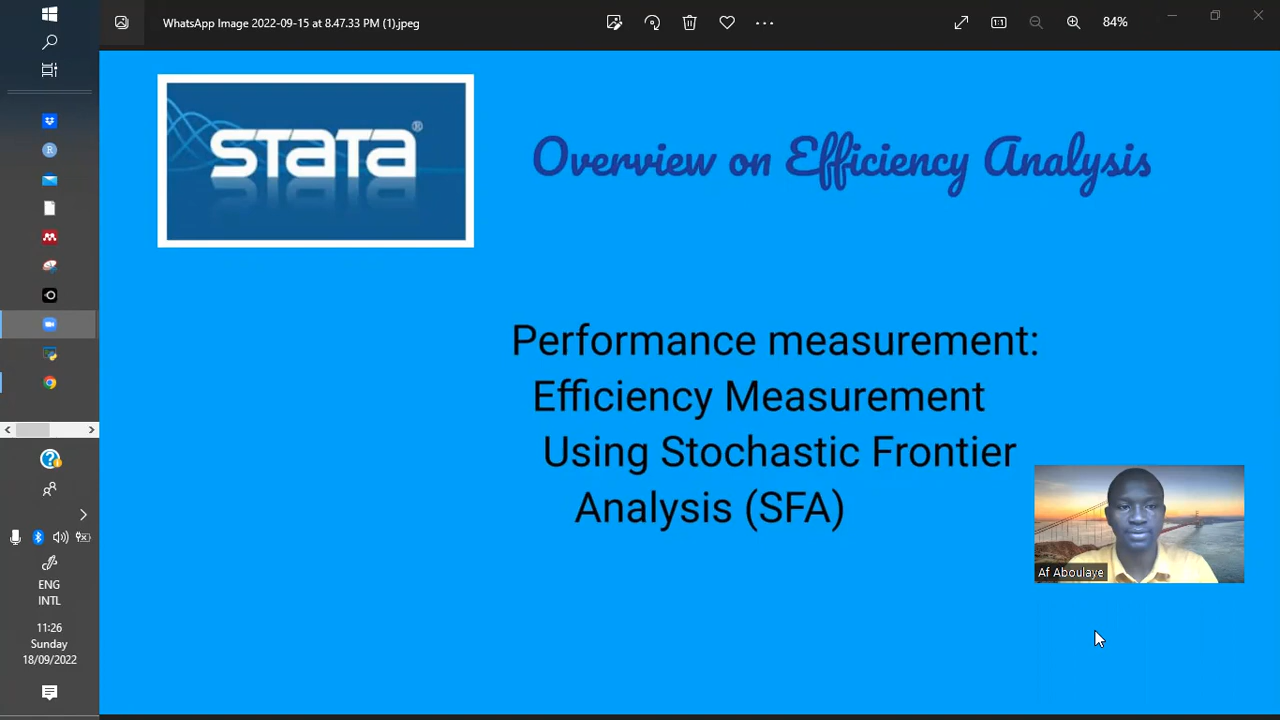 WhatsApp Image 2022-09-15 at 8.47.33 PM (1).jpeg
84%
STATA®
Overview on Efficiency Analysis
Performance measurement:
Efficiency Measurement
Using Stochastic Frontier
Analysis (SFA)
Af Aboulaye
ENG
INTL
11:26
Sunday
18/09/2022